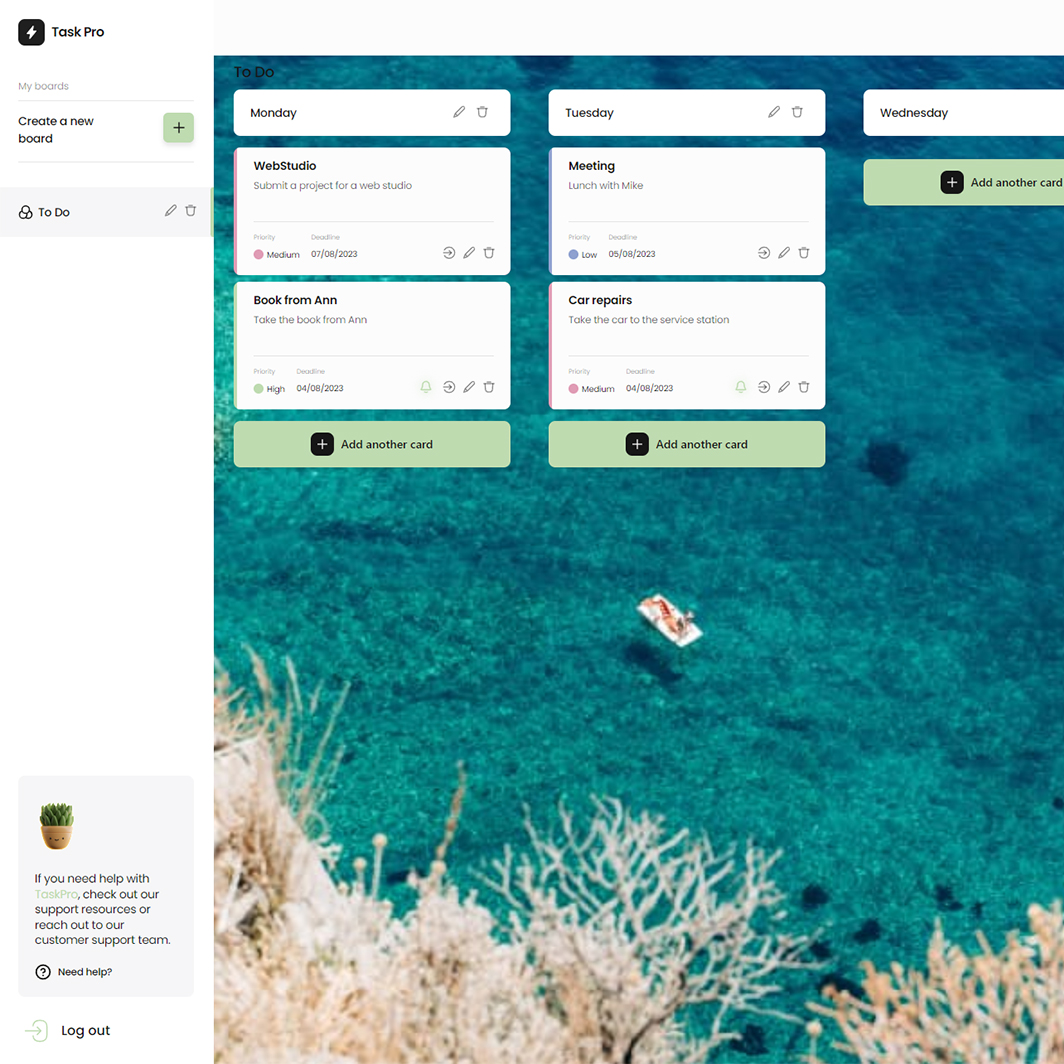 Task Pro
My boards
Create a new
board
To Do
If you need help with
TaskPro, check out our
support resources or
reach out to our
customer support team.
Need help?
Log out
To Do
Monday
WebStudio
Submit a project for a web studio
Priority Deadline
Medium 07/08/2023
Book from Ann
Take the book from Ann
Priority Deadline
High 04/08/2023
Add another card
Tuesday
Meeting
Lunch with Mike
Priority Deadline
Low 05/08/2023
Car repairs
Take the car to the service station
Priority Deadline
Medium 04/08/2023
Add another card
Wednesday
Add another card